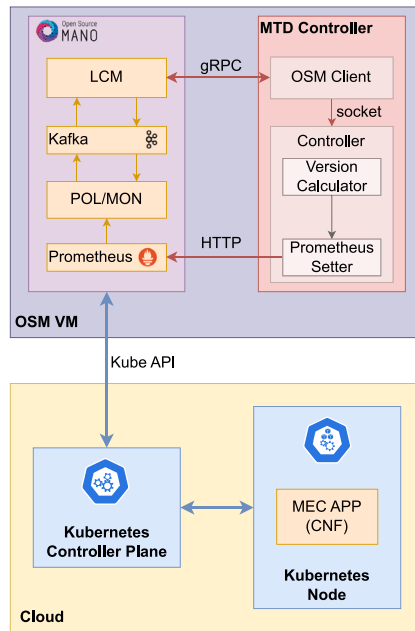 Open Source
MANO
MTD Controller
LCM
gRPC
OSM Client
socket
Kafka
Controller
Version
Calculator
POL/MON
HTTP
Prometheus
Prometheus
Setter
OSM VM
Kube API
Kubernetes
Controller Plane
MEC APP
(CNF)
Kubernetes
Node
Cloud